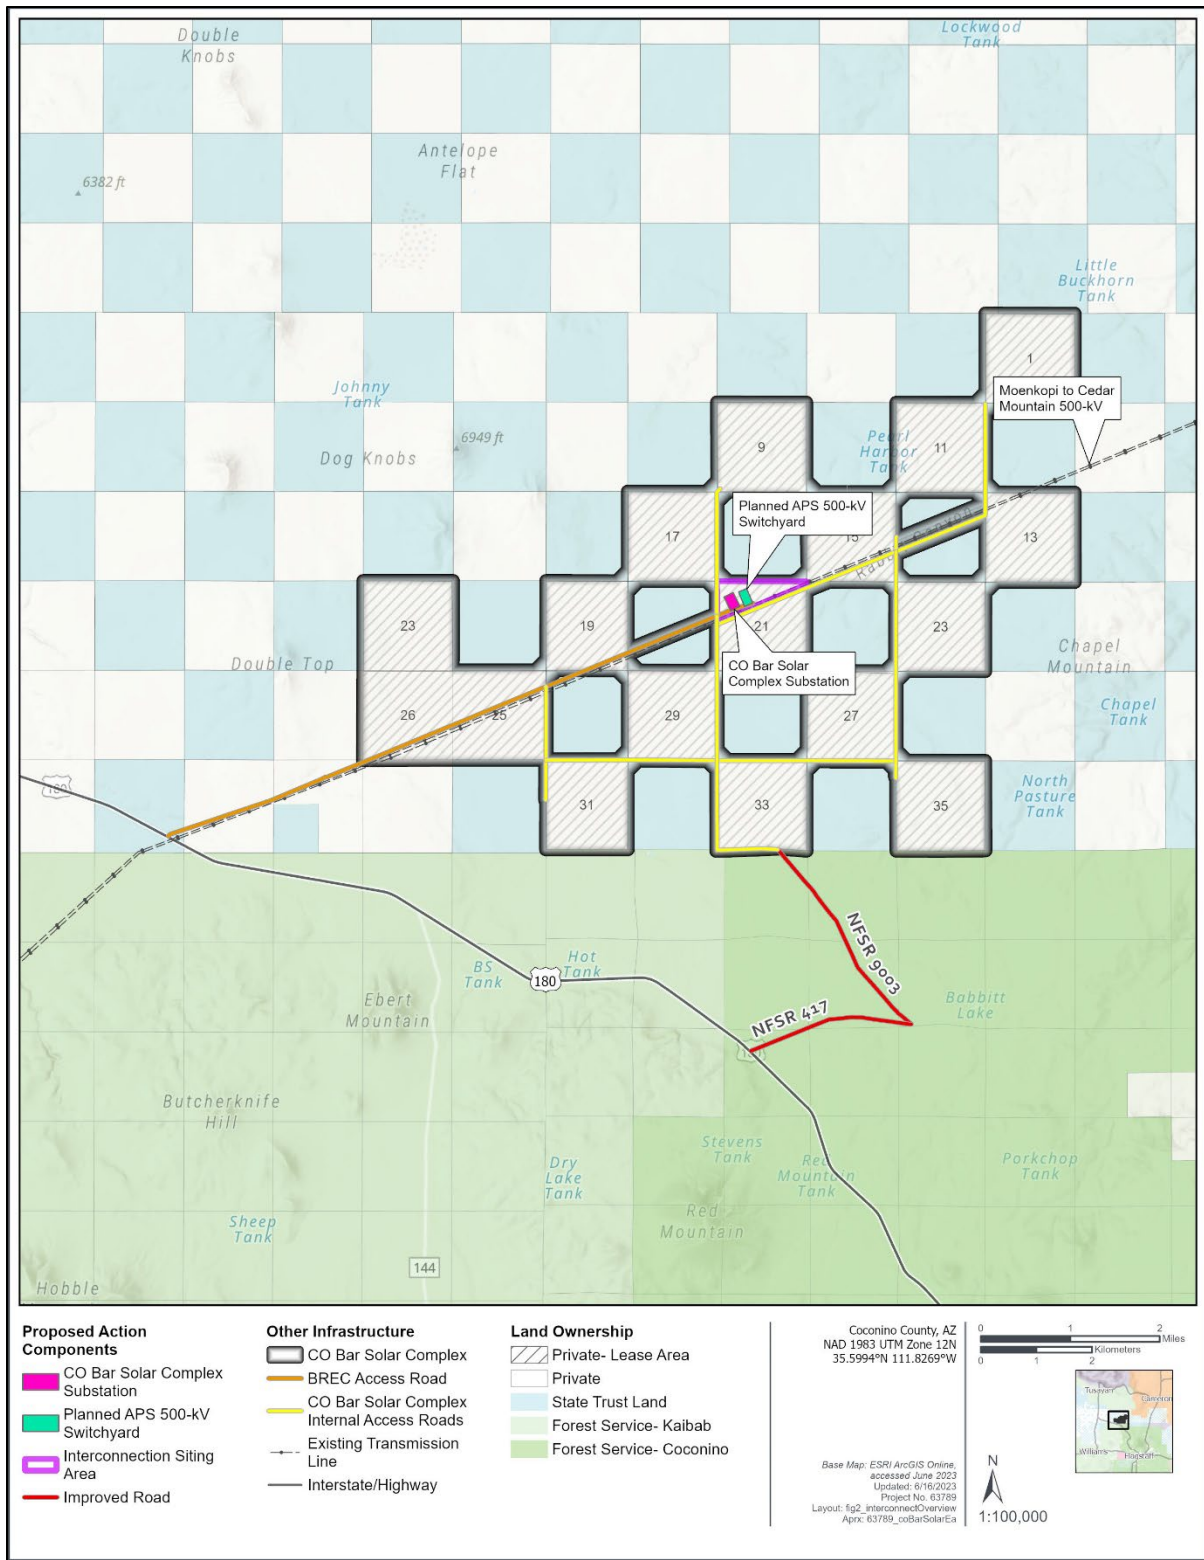 Double
Knobs
Lockwood
Tank
Antelope
Flat
6382 ft
Little
Buckhorn
Tank
1
Johnny
Tank
Moenkopi to Cedar
Mountain 500-kV
6949 ft
Dog Knobs
9
Pearl
Harbor
Tank
11
Planned APS 500-kV
Switchyard
17
15
13
23
19
21
23
Double Top
CO Bar Solar
Complex Substation
Chapel
Mountain
26
25
29
27
Chapel
Tank
180
31
33
35
North
Pasture
Tank
NFSR 9003
BS
Tank
Hot
Tank
180
Ebert
Mountain
Babbitt
Lake
NFSR 417
Butcherknife
Hill
Stevens
Tank
Red
Mountain
Tank
Porkchop
Tank
Dry
Lake
Tank
Sheep
Tank
Red
Mountain
144
Hobble
Proposed Action
Components
CO Bar Solar Complex
Substation
Planned APS 500-kV
Switchyard
Interconnection Siting
Area
Improved Road
Other Infrastructure
CO Bar Solar Complex
BREC Access Road
CO Bar Solar Complex
Internal Access Roads
Existing Transmission
Line
Interstate/Highway
Land Ownership
Private- Lease Area
Private
State Trust Land
Forest Service- Kaibab
Forest Service- Coconino
Coconino County, AZ
NAD 1983 UTM Zone 12N
35.5994°N 111.8269°W
Base Map: ESRI ArcGIS Online,
accessed June 2023
Updated: 6/16/2023
Project No. 63789
Layout: fig2_interconnectOverview
Aprx: 63789_coBarSolarEa
0 1 2
Miles
Kilometers
0 1 2
Tusayan
Cameron
Williams
Flagstaff
N
1:100,000